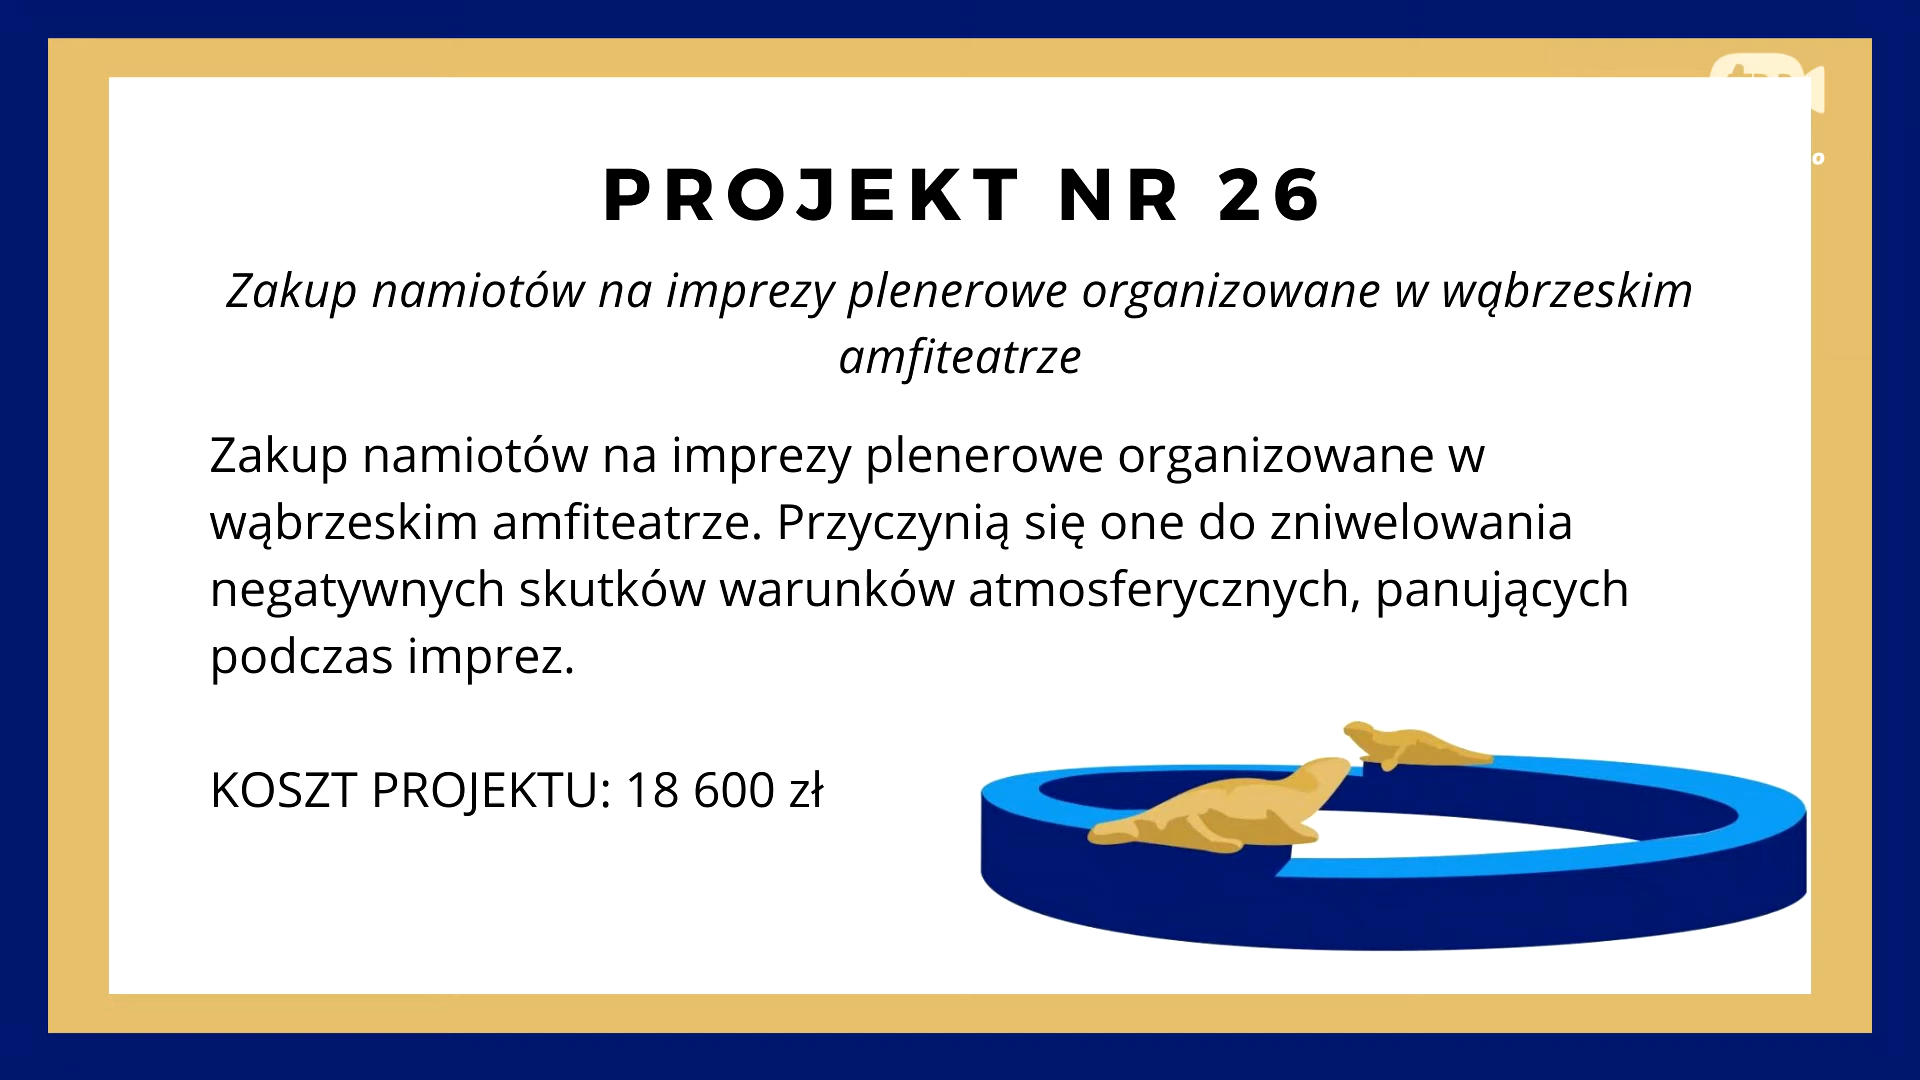 PROJEKT NR 26
Zakup namiotów na imprezy plenerowe organizowane w wąbrzeskim
amfiteatrze
Zakup namiotów na imprezy plenerowe organizowane w
wąbrzeskim amfiteatrze. Przyczynią się one do zniwelowania
negatywnych skutków warunków atmosferycznych, panujących
podczas imprez.
KOSZT PROJEKTU: 18 600 zł